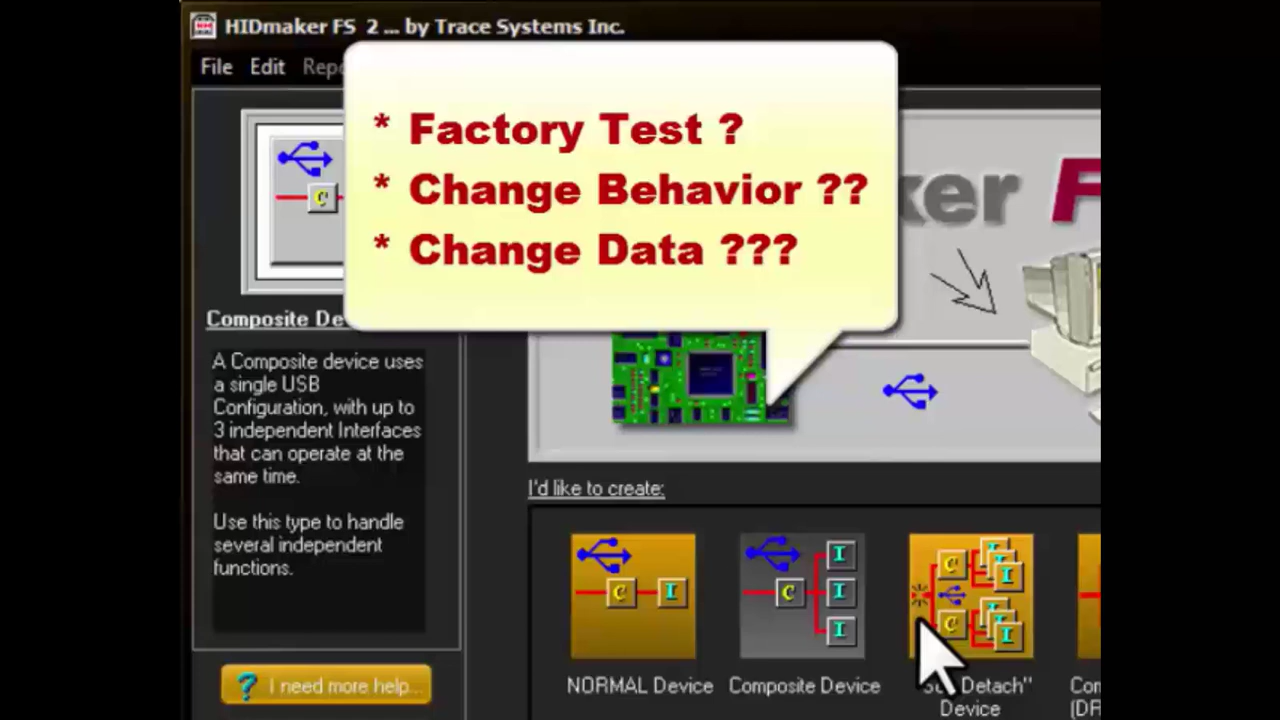 HIDmaker FS 2 ... by Trace Systems Inc.
File Edit
* Factory Test ?
* Change Behavior ??
* Change Data ???
C
Composite
A Composite device uses
a single USB
Configuration, with up to
3 independent Interfaces
that can operate at the
same time.
Use this type to handle
several independent
functions.
? I need more help...
I'd like to create:
C I
C I I I
C I C I
NORMAL Device
Composite Device
Detach"
Device